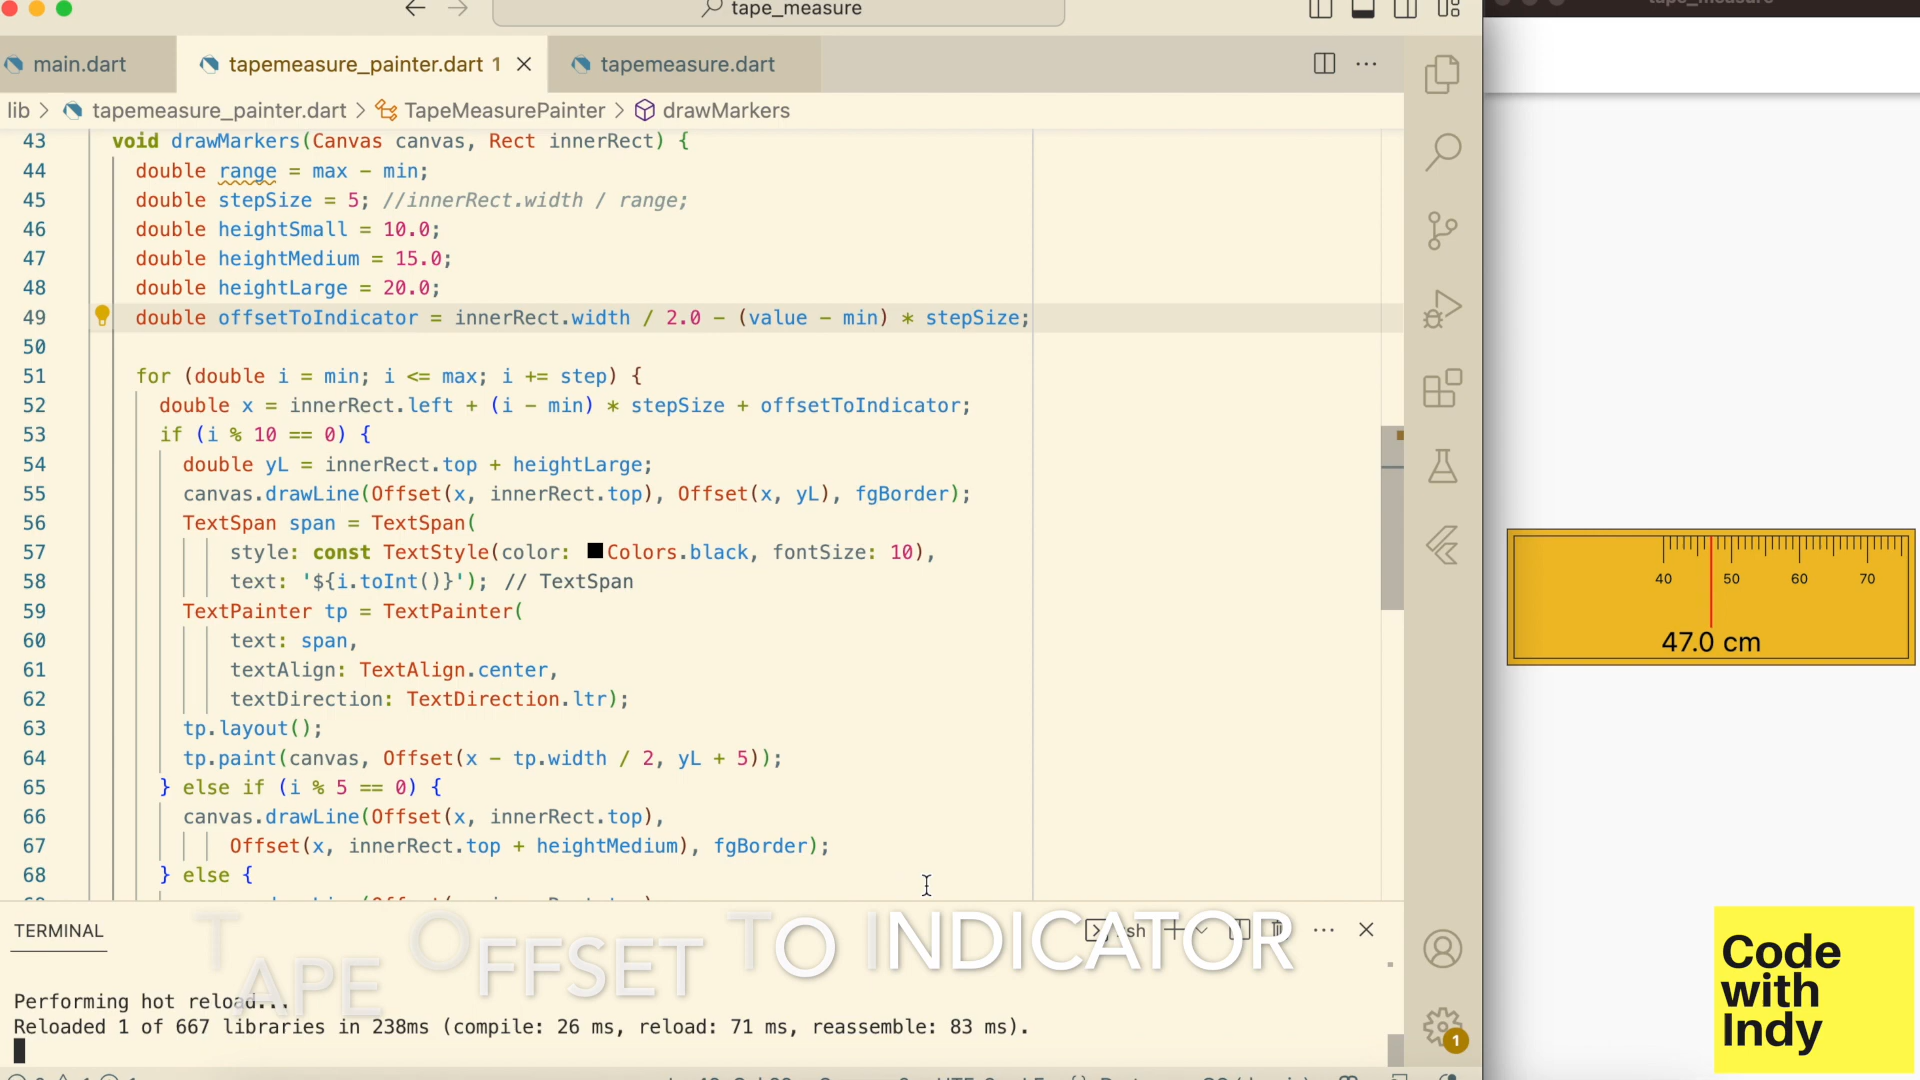 tape_measure
tape_measure
main.dart
tapemeasure_painter.dart 1
tapemeasure.dart
lib > tapemeasure_painter.dart > TapeMeasurePainter > drawMarkers
43 void drawMarkers(Canvas canvas, Rect innerRect) {
44 double range = max - min;
45 double stepSize = 5; //innerRect.width / range;
46 double heightSmall = 10.0;
47 double heightMedium = 15.0;
48 double heightLarge = 20.0;
49 double offsetToIndicator = innerRect.width / 2.0 - (value - min) * stepSize;
50
51 for (double i = min; i <= max; i += step) {
52 double x = innerRect.left + (i - min) * stepSize + offsetToIndicator;
53 if (i % 10 == 0) {
54 double yL = innerRect.top + heightLarge;
55 canvas.drawLine(Offset(x, innerRect.top), Offset(x, yL), fgBorder);
56 TextSpan span = TextSpan(
57 style: const TextStyle(color: Colors.black, fontSize: 10),
58 text: '${i.toInt()}'); // TextSpan
59 TextPainter tp = TextPainter(
60 text: span,
61 textAlign: TextAlign.center,
62 textDirection: TextDirection.ltr);
63 tp.layout();
64 tp.paint(canvas, Offset(x - tp.width / 2, yL + 5));
65 } else if (i % 5 == 0) {
66 canvas.drawLine(Offset(x, innerRect.top),
67 Offset(x, innerRect.top + heightMedium), fgBorder);
68 } else {
TERMINAL
TAPE OFFSET TO INDICATOR
Performing hot reload...
Reloaded 1 of 667 libraries in 238ms (compile: 26 ms, reload: 71 ms, reassemble: 83 ms).
1
40 50 60 70
47.0 cm
Code
with
Indy